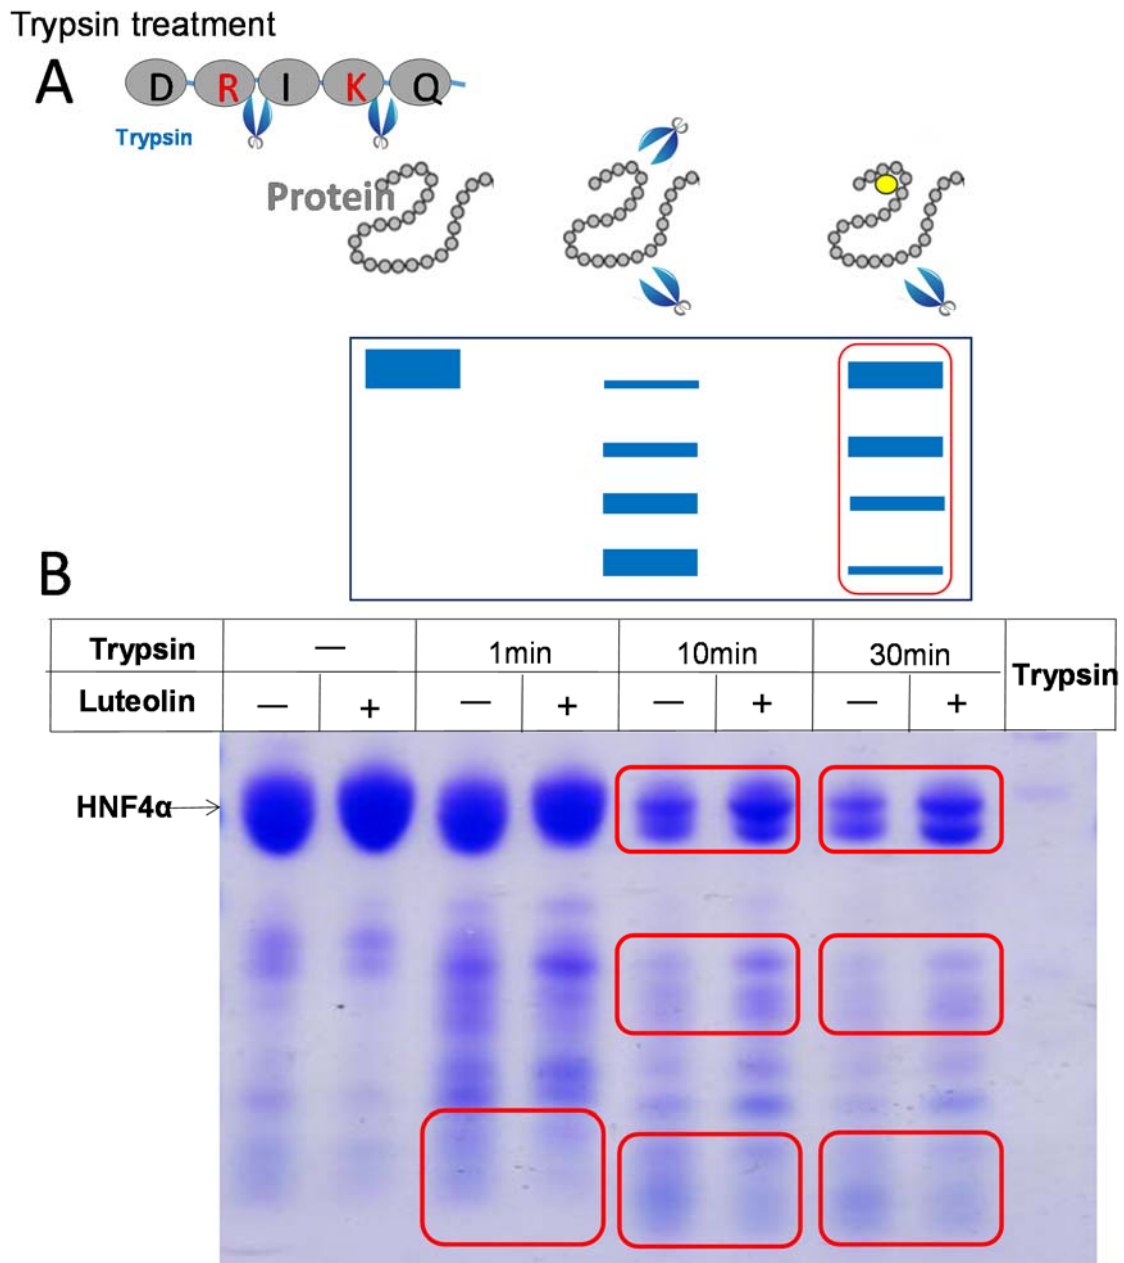 Trypsin treatment
A
D R I K Q
Trypsin
Protein
B
Trypsin — 1min 10min 30min Trypsin
Luteolin — + — + — + — +
HNF4α